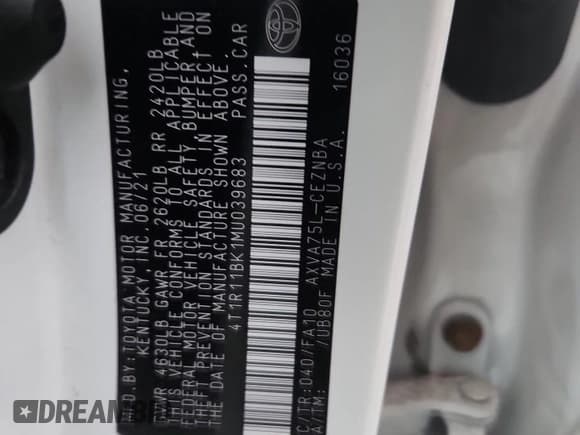 D BY:TOYOTA MOTOR MANUFACTURING,
KENTUCKY, INC. 06/21
GVWR 4630LB GAWR FR 2620LB RR 2420LB
THIS VEHICLE CONFORMS TO ALL APPLICABLE
FEDERAL MOTOR VEHICLE SAFETY, BUMPER AND
THEFT PREVENTION STANDARDS IN EFFECT ON
THE DATE OF MANUFACTURE SHOWN ABOVE.
4T1R11BK1MU039683 PASS.CAR
C/TR:040/FA10 AXVA75L-CEZNBA
A/TM: /UB80F MADE IN U.S.A.
16036
DREAM